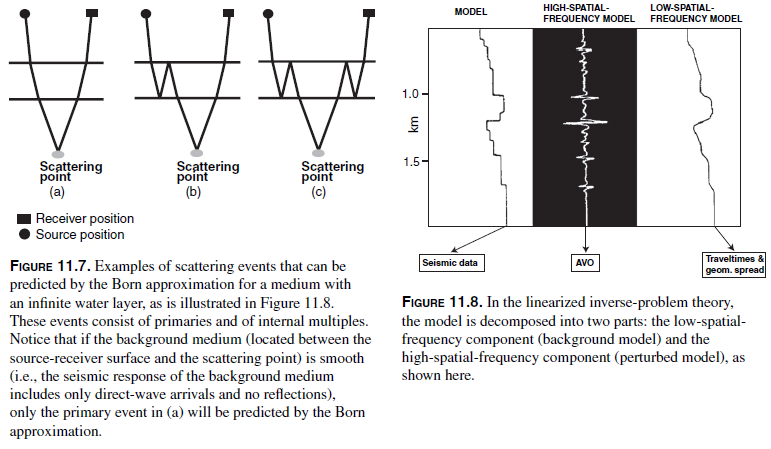 Scattering
point
(a)
Scattering
point
(b)
Scattering
point
(c)
Receiver position
Source position
FIGURE 11.7. Examples of scattering events that can be
predicted by the Born approximation for a medium with
an infinite water layer, as is illustrated in Figure 11.8.
These events consist of primaries and of internal multiples.
Notice that if the background medium (located between the
source-receiver surface and the scattering point) is smooth
(i.e., the seismic response of the background medium
includes only direct-wave arrivals and no reflections),
only the primary event in (a) will be predicted by the Born
approximation.
MODEL
HIGH-SPATIAL-
FREQUENCY MODEL
LOW-SPATIAL-
FREQUENCY MODEL
1.0
km
1.5
Seismic data
AVO
Traveltimes &
geom. spread
FIGURE 11.8. In the linearized inverse-problem theory,
the model is decomposed into two parts: the low-spatial-
frequency component (background model) and the
high-spatial-frequency component (perturbed model), as
shown here.